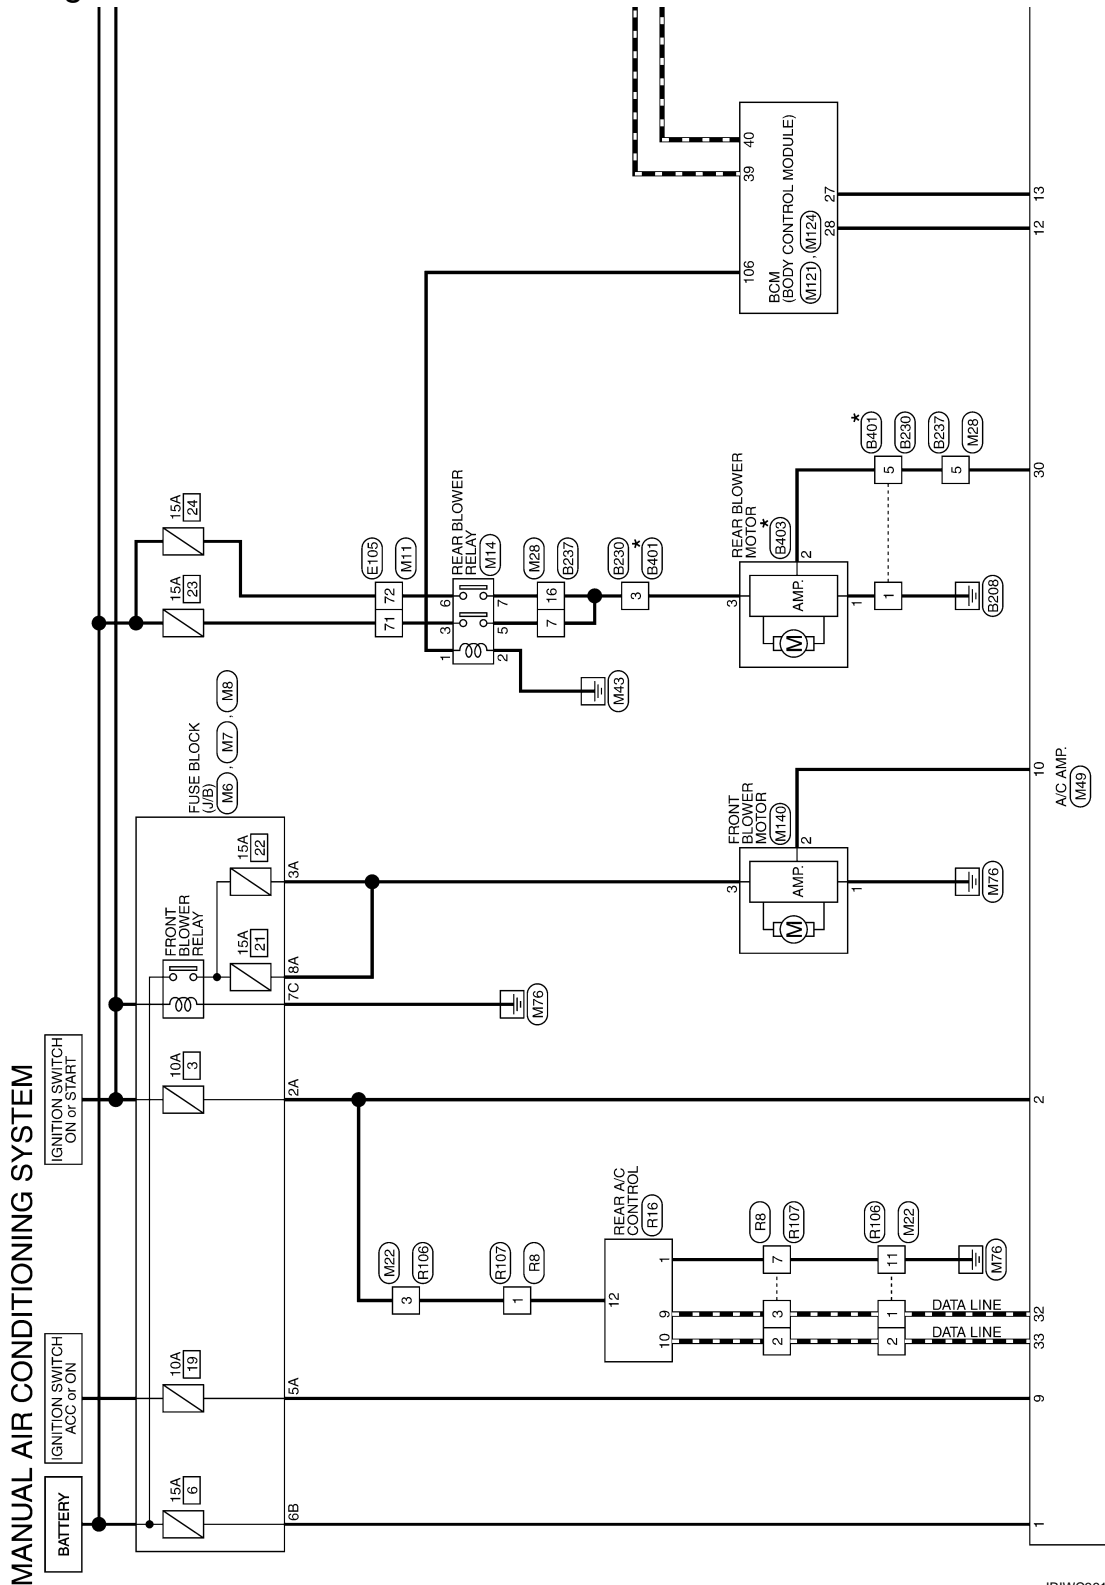 MANUAL AIR CONDITIONING SYSTEM
BATTERY
IGNITION SWITCH
ACC or ON
IGNITION SWITCH
ON or START
15A
6
10A
19
10A
3
FRONT
BLOWER
RELAY
15A
21
15A
22
FUSE BLOCK
(J/B)
M6 , M7 , M8
15A
23
15A
24
6B
5A
2A
7C
8A
3A
M22
R106
3
R107
R8
1
M76
E105
M11
71
72
REAR BLOWER
RELAY
M14
1
3
6
2
5
7
M43
M28
B237
7
16
B230
B401 *
3
REAR A/C
CONTROL
R16
12
10
9
1
R8
R107
2
3
7
R106
M22
2
1
11
M76
DATA LINE
DATA LINE
FRONT
BLOWER
MOTOR
M140
3
AMP.
M
2
1
M76
REAR BLOWER
MOTOR *
B403
3
AMP.
M
2
1
1
B208
* B401
B230
5
B237
M28
5
106
39
40
BCM
(BODY CONTROL MODULE)
M121 , M124
28
27
1
9
33
32
2
10
30
12
13
A/C AMP.
M49